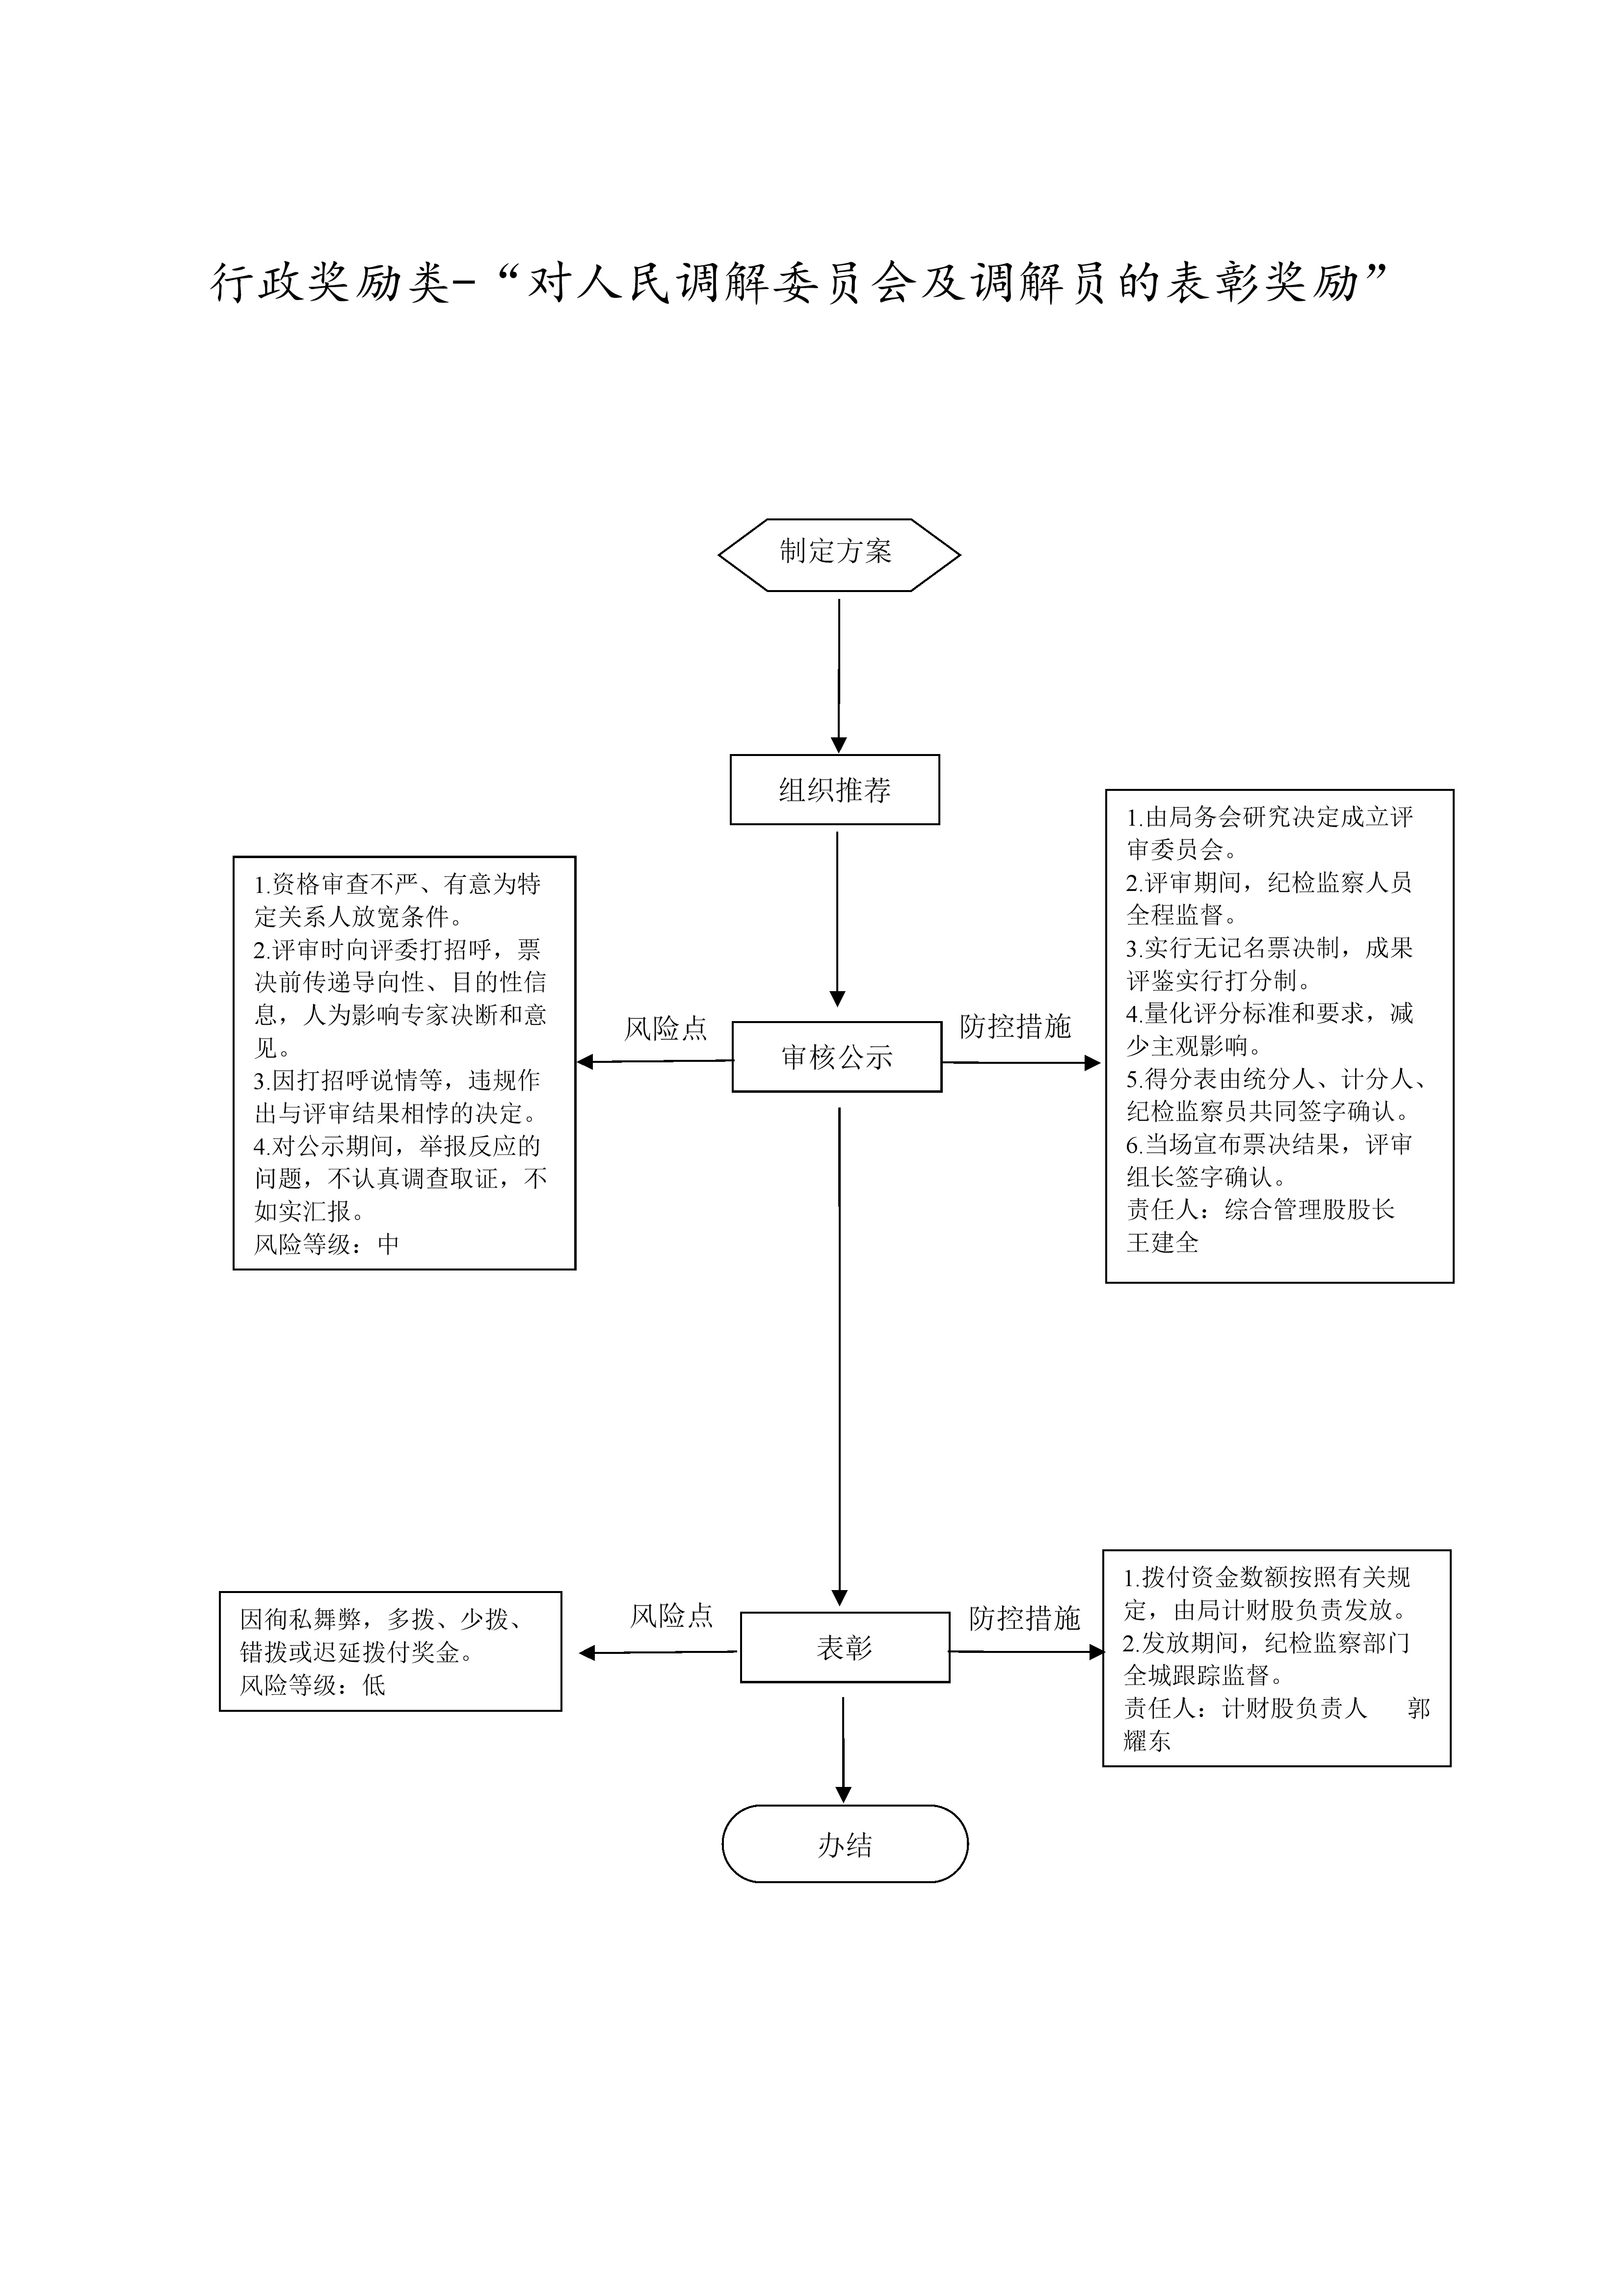 行政奖励类-“对人民调解委员会及调解员的表彰奖励”
制定方案
组织推荐
1.资格审查不严、有意为特
定关系人放宽条件。
2.评审时向评委打招呼，票
决前传递导向性、目的性信
息，人为影响专家决断和意
见。
3.因打招呼说情等，违规作
出与评审结果相悖的决定。
4.对公示期间，举报反应的
问题，不认真调查取证，不
如实汇报。
风险等级：中
风险点
审核公示
防控措施
1.由局务会研究决定成立评
审委员会。
2.评审期间，纪检监察人员
全程监督。
3.实行无记名票决制，成果
评鉴实行打分制。
4.量化评分标准和要求，减
少主观影响。
5.得分表由统分人、计分人、
纪检监察员共同签字确认。
6.当场宣布票决结果，评审
组长签字确认。
责任人：综合管理股股长
王建全
因徇私舞弊，多拨、少拨、
错拨或迟延拨付奖金。
风险等级：低
风险点
表彰
防控措施
1.拨付资金数额按照有关规
定，由局计财股负责发放。
2.发放期间，纪检监察部门
全城跟踪监督。
责任人：计财股负责人 郭
耀东
办结